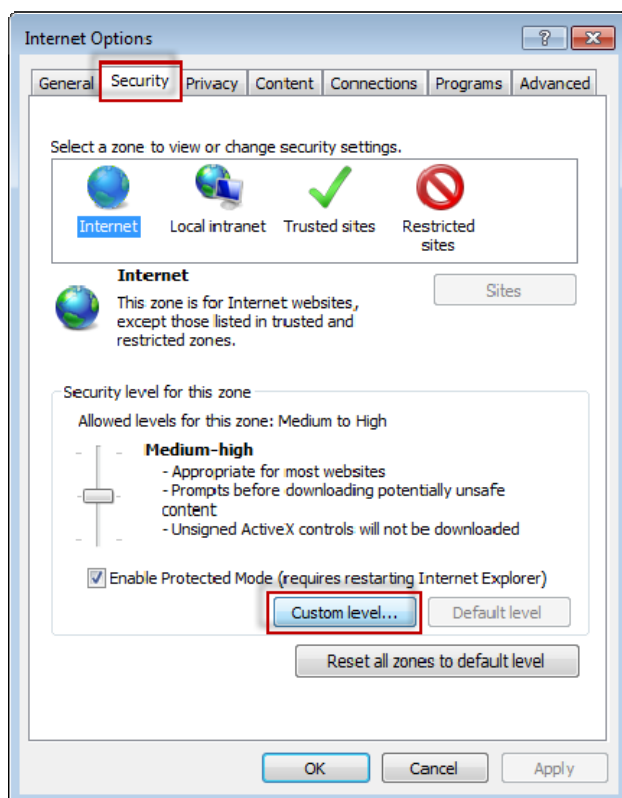 Internet Options
General Security Privacy Content Connections Programs Advanced
Select a zone to view or change security settings.
Internet Local intranet Trusted sites Restricted
sites
Internet
This zone is for Internet websites,
except those listed in trusted and
restricted zones.
Sites
Security level for this zone
Allowed levels for this zone: Medium to High
Medium-high
- Appropriate for most websites
- Prompts before downloading potentially unsafe
content
- Unsigned ActiveX controls will not be downloaded
Enable Protected Mode (requires restarting Internet Explorer)
Custom level... Default level
Reset all zones to default level
OK Cancel Apply